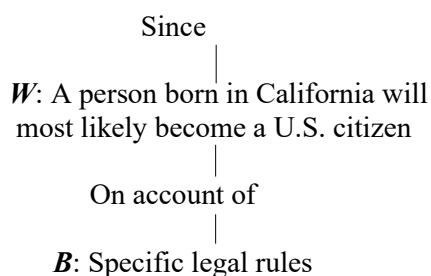 Since
W: A person born in California will
most likely become a U.S. citizen
On account of
B: Specific legal rules